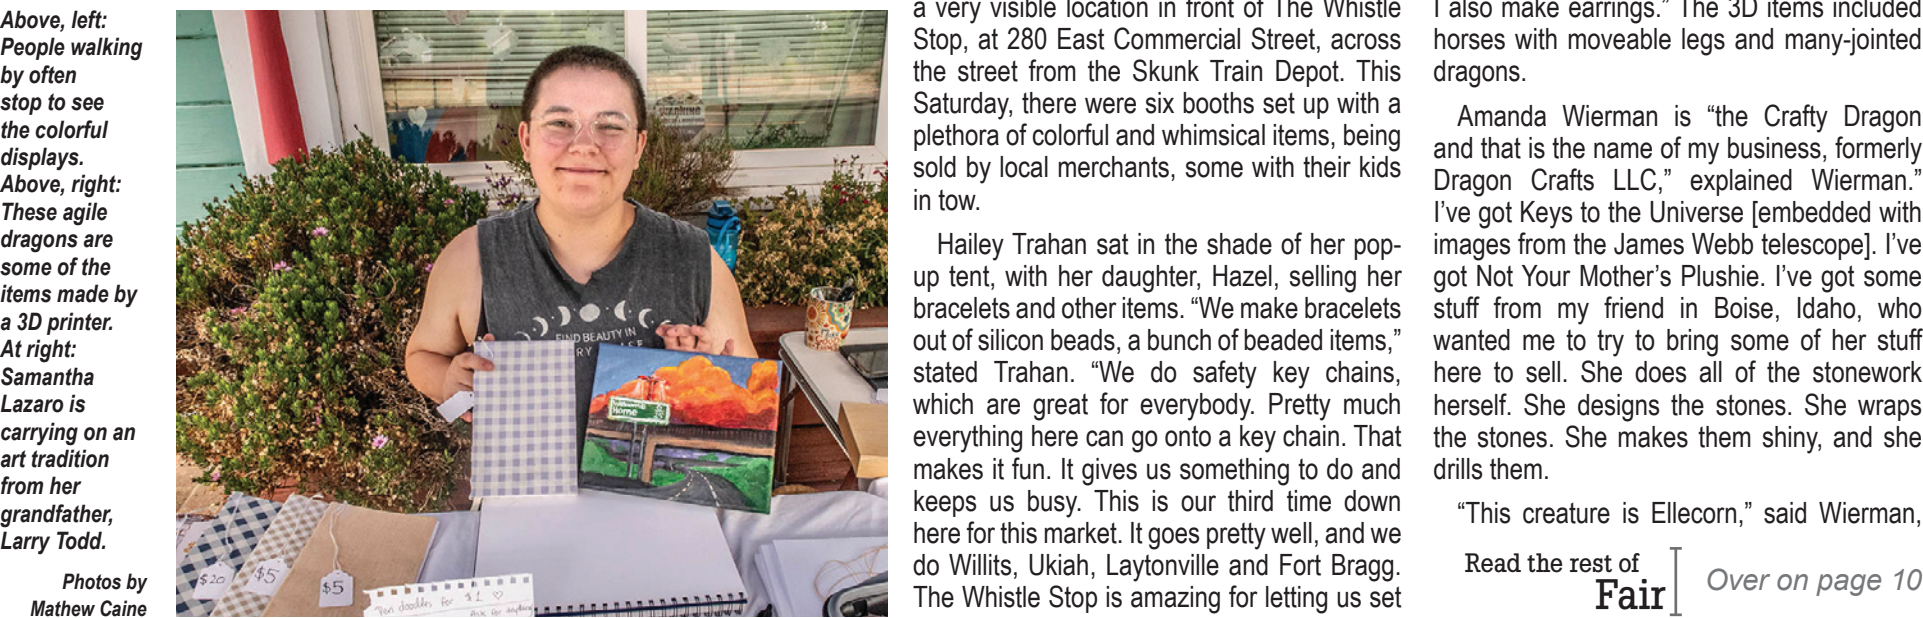 Above, left:
People walking
by often
stop to see
the colorful
displays.
Above, right:
These agile
dragons are
some of the
items made by
a 3D printer.
At right:
Samantha
Lazaro is
carrying on an
art tradition
from her
grandfather,
Larry Todd.
Photos by
Mathew Caine
FIND BEAUTY IN
Home
$20
$5
$5
Pen doodles for $1 ♡
Ask for
a very visible location in front of The Whistle
Stop, at 280 East Commercial Street, across
the street from the Skunk Train Depot. This
Saturday, there were six booths set up with a
plethora of colorful and whimsical items, being
sold by local merchants, some with their kids
in tow.
Hailey Trahan sat in the shade of her pop-
up tent, with her daughter, Hazel, selling her
bracelets and other items. “We make bracelets
out of silicon beads, a bunch of beaded items,”
stated Trahan. “We do safety key chains,
which are great for everybody. Pretty much
everything here can go onto a key chain. That
makes it fun. It gives us something to do and
keeps us busy. This is our third time down
here for this market. It goes pretty well, and we
do Willits, Ukiah, Laytonville and Fort Bragg.
The Whistle Stop is amazing for letting us set
I also make earrings.” The 3D items included
horses with moveable legs and many-jointed
dragons.
Amanda Wierman is “the Crafty Dragon
and that is the name of my business, formerly
Dragon Crafts LLC,” explained Wierman.”
I’ve got Keys to the Universe [embedded with
images from the James Webb telescope]. I’ve
got Not Your Mother’s Plushie. I’ve got some
stuff from my friend in Boise, Idaho, who
wanted me to try to bring some of her stuff
here to sell. She does all of the stonework
herself. She designs the stones. She wraps
the stones. She makes them shiny, and she
drills them.
“This creature is Ellecorn,” said Wierman,
Read the rest of
Fair
Over on page 10